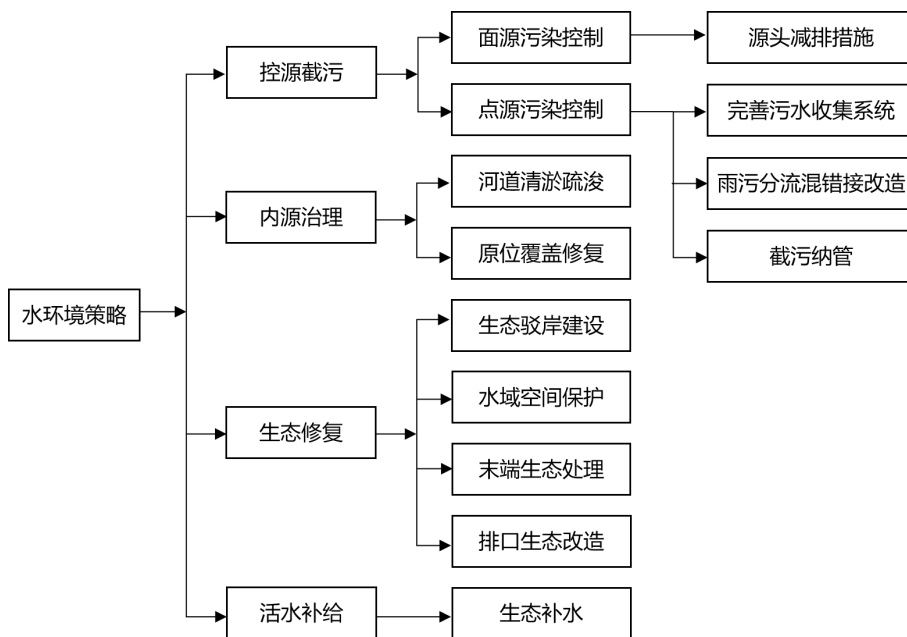 水环境策略
控源截污
面源污染控制
源头减排措施
点源污染控制
完善污水收集系统
雨污分流混错接改造
截污纳管
内源治理
河道清淤疏浚
原位覆盖修复
生态修复
生态驳岸建设
水域空间保护
末端生态处理
排口生态改造
活水补给
生态补水